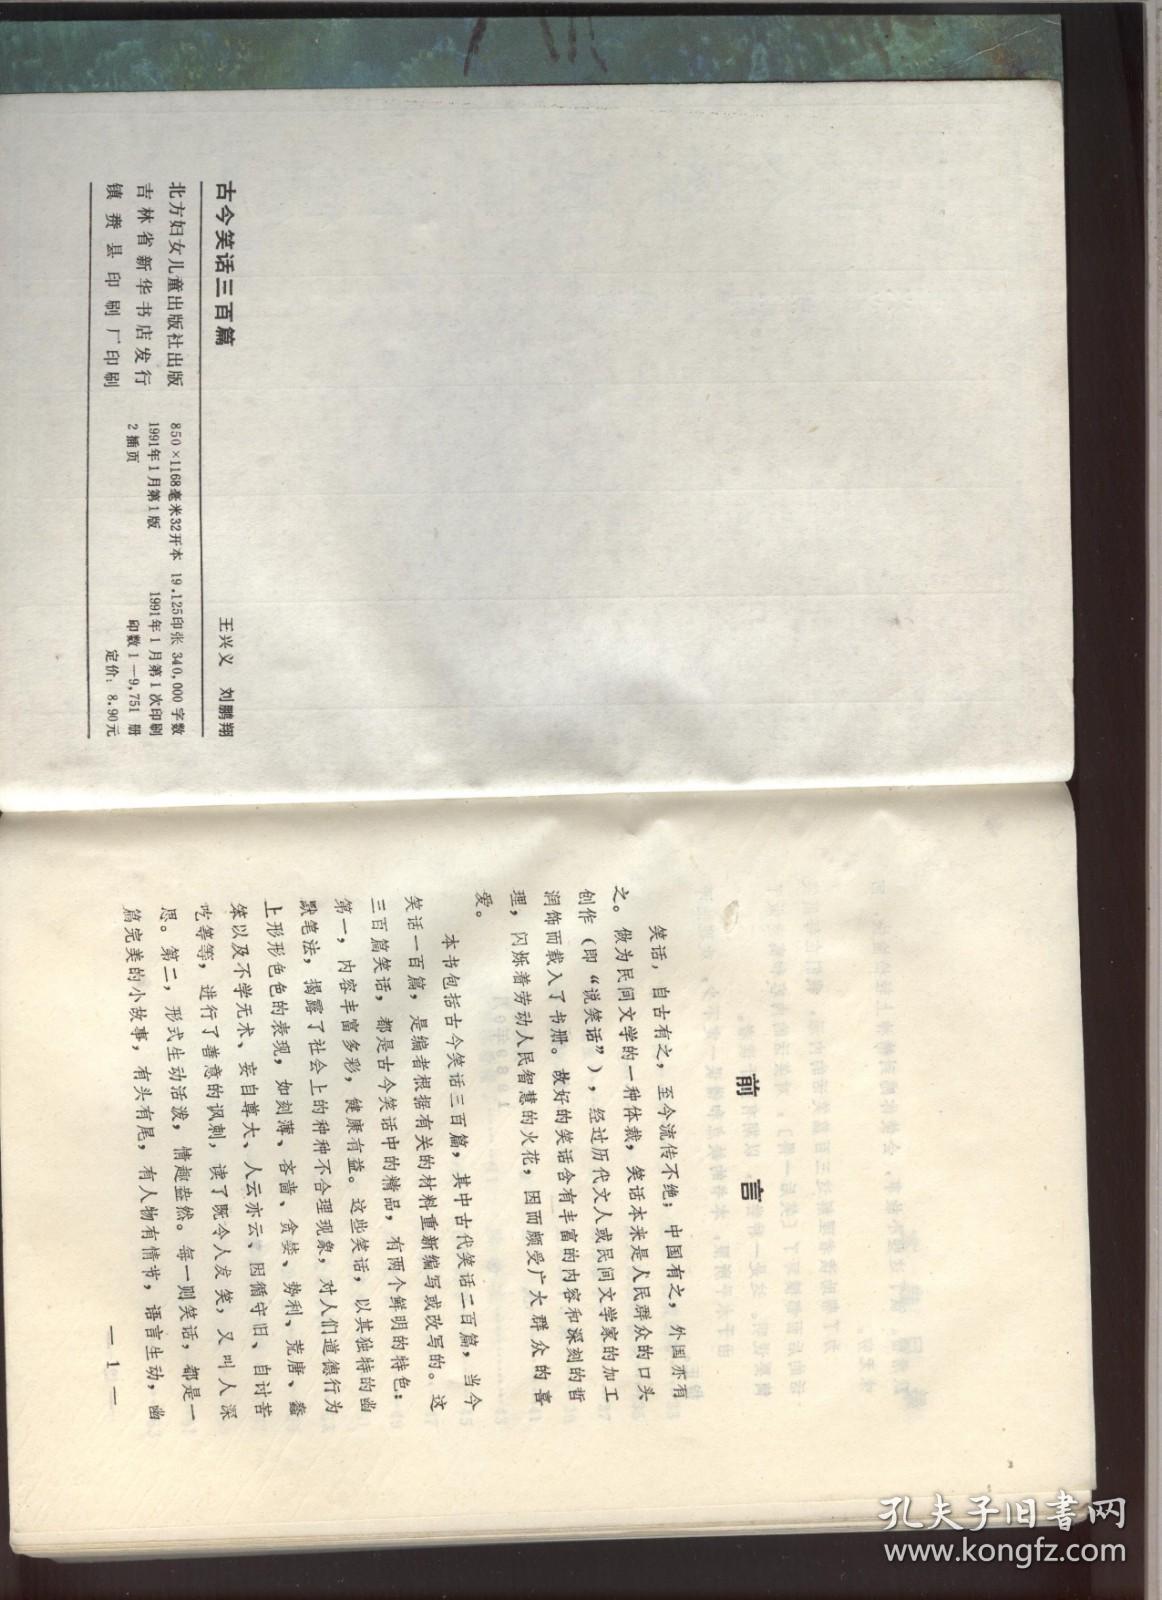 古今笑话三百篇
王兴义 刘鹏翔
北方妇女儿童出版社出版
850×1168毫米32开本 19.125印张 340,000字数
吉林省新华书店发行
1991年1月第1版 1991年1月第1次印刷
2插页 印数1—9,751册
镇赉县印刷厂印刷
定价：8.90元
前言
笑话，自古有之，至今流传不绝；中国有之，外国亦有
之。做为民间文学的一种体裁，笑话本来是人民群众的口头
创作（即“说笑话”），经过历代文人或民间文学家的加工
润饰而载入了书册。故好的笑话含有丰富的内容和深刻的哲
理，闪烁着劳动人民智慧的火花，因而颇受广大群众的喜
爱。
本书包括古今笑话三百篇，其中古代笑话二百篇，当今
笑话一百篇，是编者根据有关的材料重新编写或改写的。这
三百篇笑话，都是古今笑话中的精品，有两个鲜明的特色：
第一，内容丰富多彩，健康有益。这些笑话，以其独特的幽
默笔法，揭露了社会上的种种不合理现象，对人们道德行为
上形形色色的表现，如刻薄、吝啬、贪婪、势利、荒唐、蠢
笨以及不学无术、妄自尊大、人云亦云、因循守旧、自讨苦
吃等等，进行了善意的讽刺，读了既令人发笑，又叫人深
思。第二，形式生动活泼，情趣盎然。每一则笑话，都是一
篇完美的小故事，有头有尾，有人物有情节，语言生动，幽
— 1 —
孔夫子旧书网
www.kongfz.com